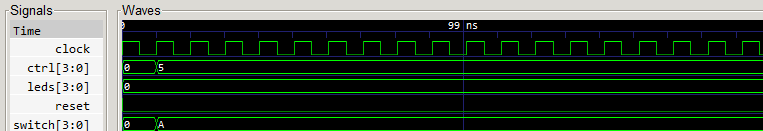 Signals
Waves
Time
0
99 ns
clock
ctrl[3:0]
0
5
leds[3:0]
0
reset
switch[3:0]
0
A